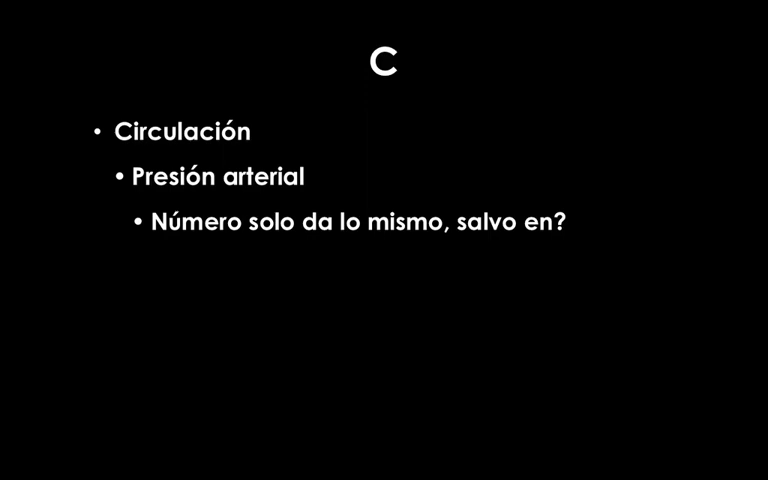 C
• Circulación
• Presión arterial
• Número solo da lo mismo, salvo en?